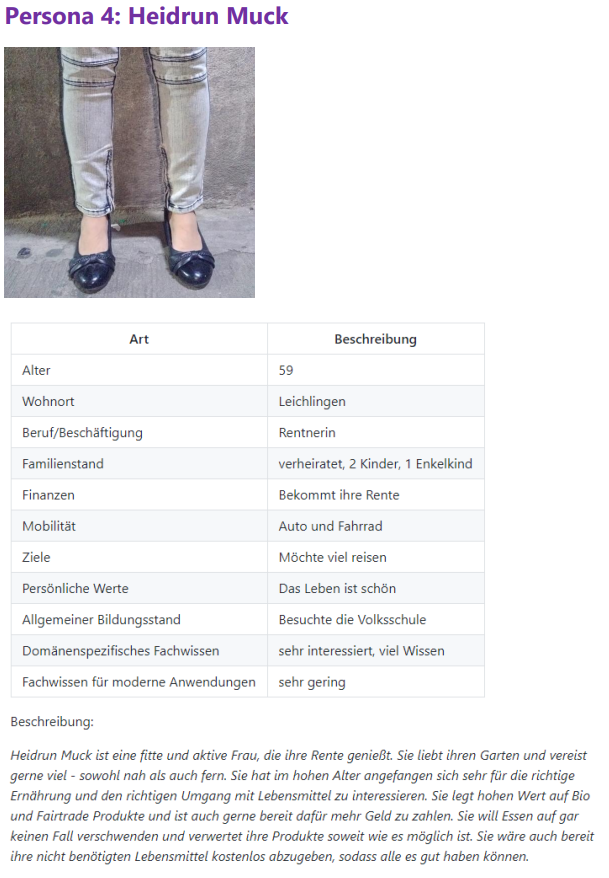 Persona 4: Heidrun Muck
Art Beschreibung
Alter 59
Wohnort Leichlingen
Beruf/Beschäftigung Rentnerin
Familienstand verheiratet, 2 Kinder, 1 Enkelkind
Finanzen Bekommt ihre Rente
Mobilität Auto und Fahrrad
Ziele Möchte viel reisen
Persönliche Werte Das Leben ist schön
Allgemeiner Bildungsstand Besuchte die Volksschule
Domänenspezifisches Fachwissen sehr interessiert, viel Wissen
Fachwissen für moderne Anwendungen sehr gering
Beschreibung:
Heidrun Muck ist eine fitte und aktive Frau, die ihre Rente genießt. Sie liebt ihren Garten und vereist
gerne viel - sowohl nah als auch fern. Sie hat im hohen Alter angefangen sich sehr für die richtige
Ernährung und den richtigen Umgang mit Lebensmittel zu interessieren. Sie legt hohen Wert auf Bio
und Fairtrade Produkte und ist auch gerne bereit dafür mehr Geld zu zahlen. Sie will Essen auf gar
keinen Fall verschwenden und verwertet ihre Produkte soweit wie es möglich ist. Sie wäre auch bereit
ihre nicht benötigten Lebensmittel kostenlos abzugeben, sodass alle es gut haben können.